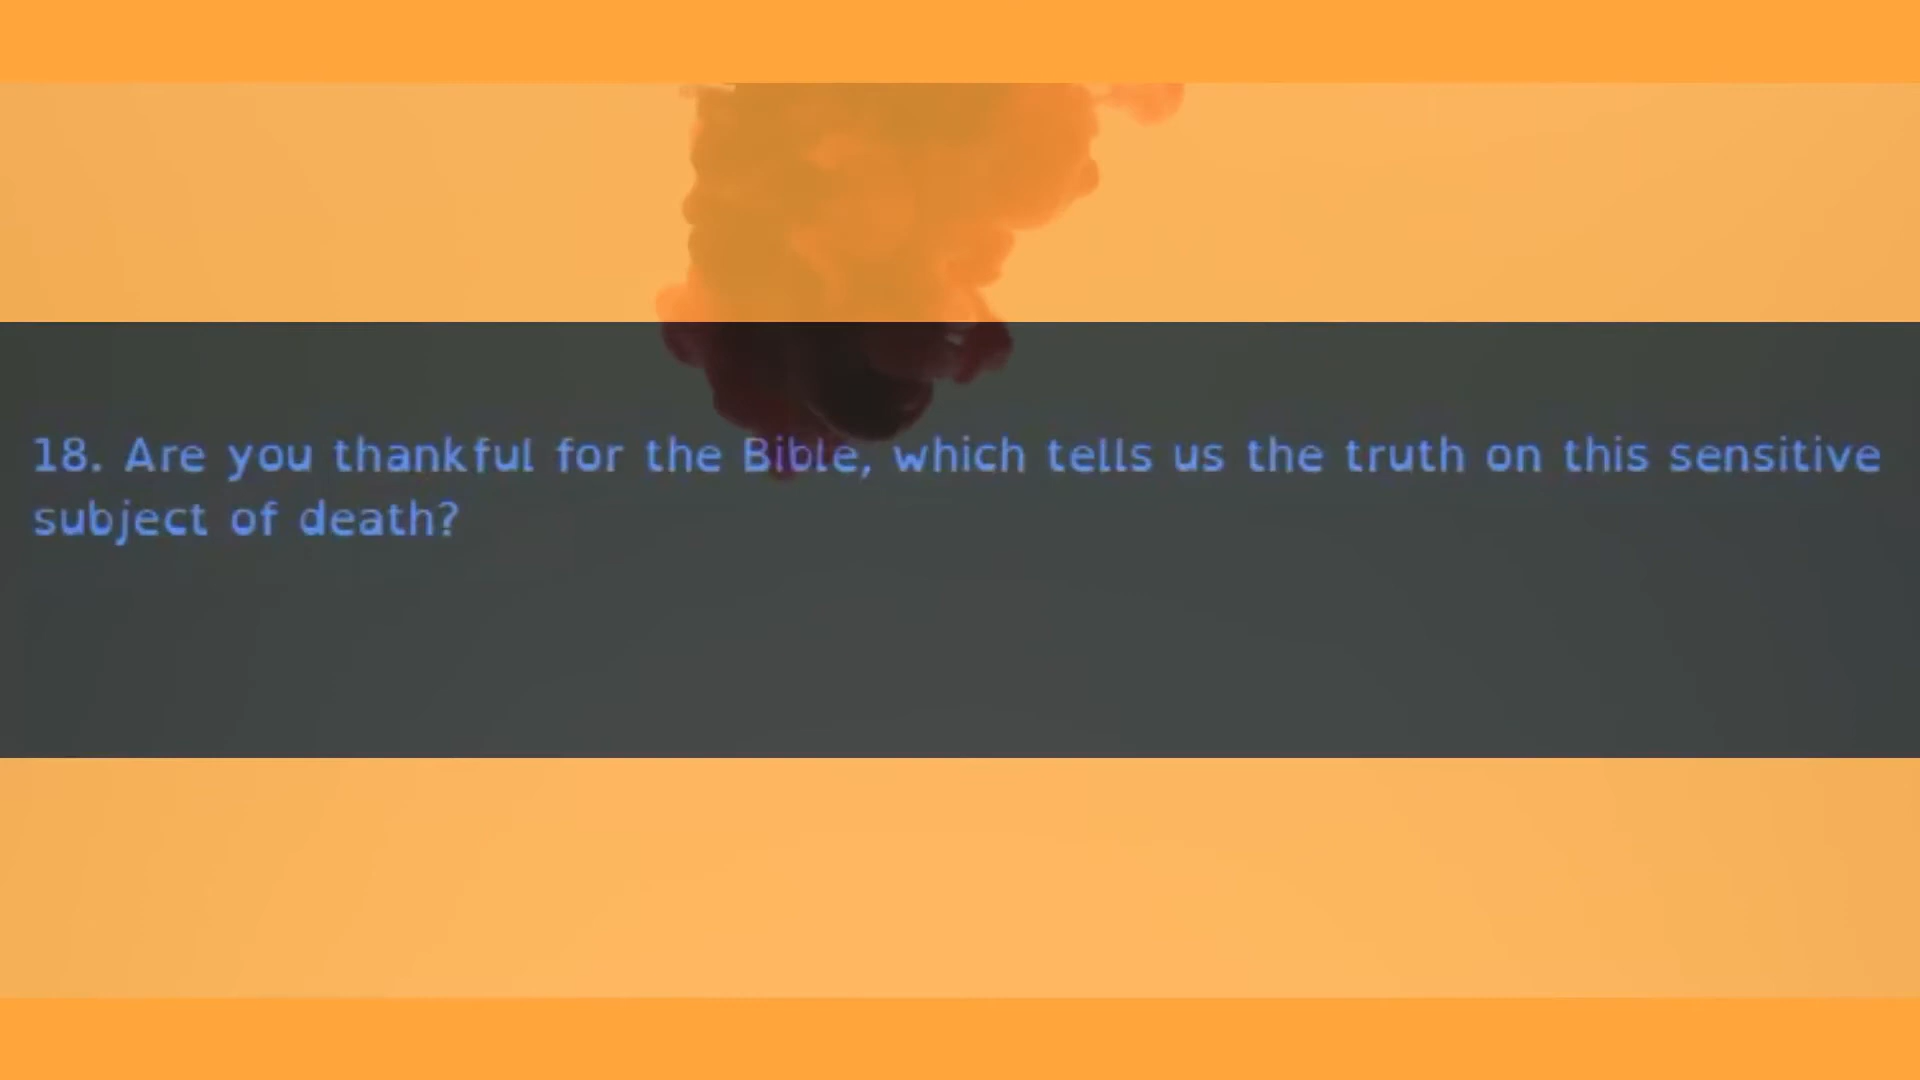 18. Are you thankful for the Bible, which tells us the truth on this sensitive
subject of death?